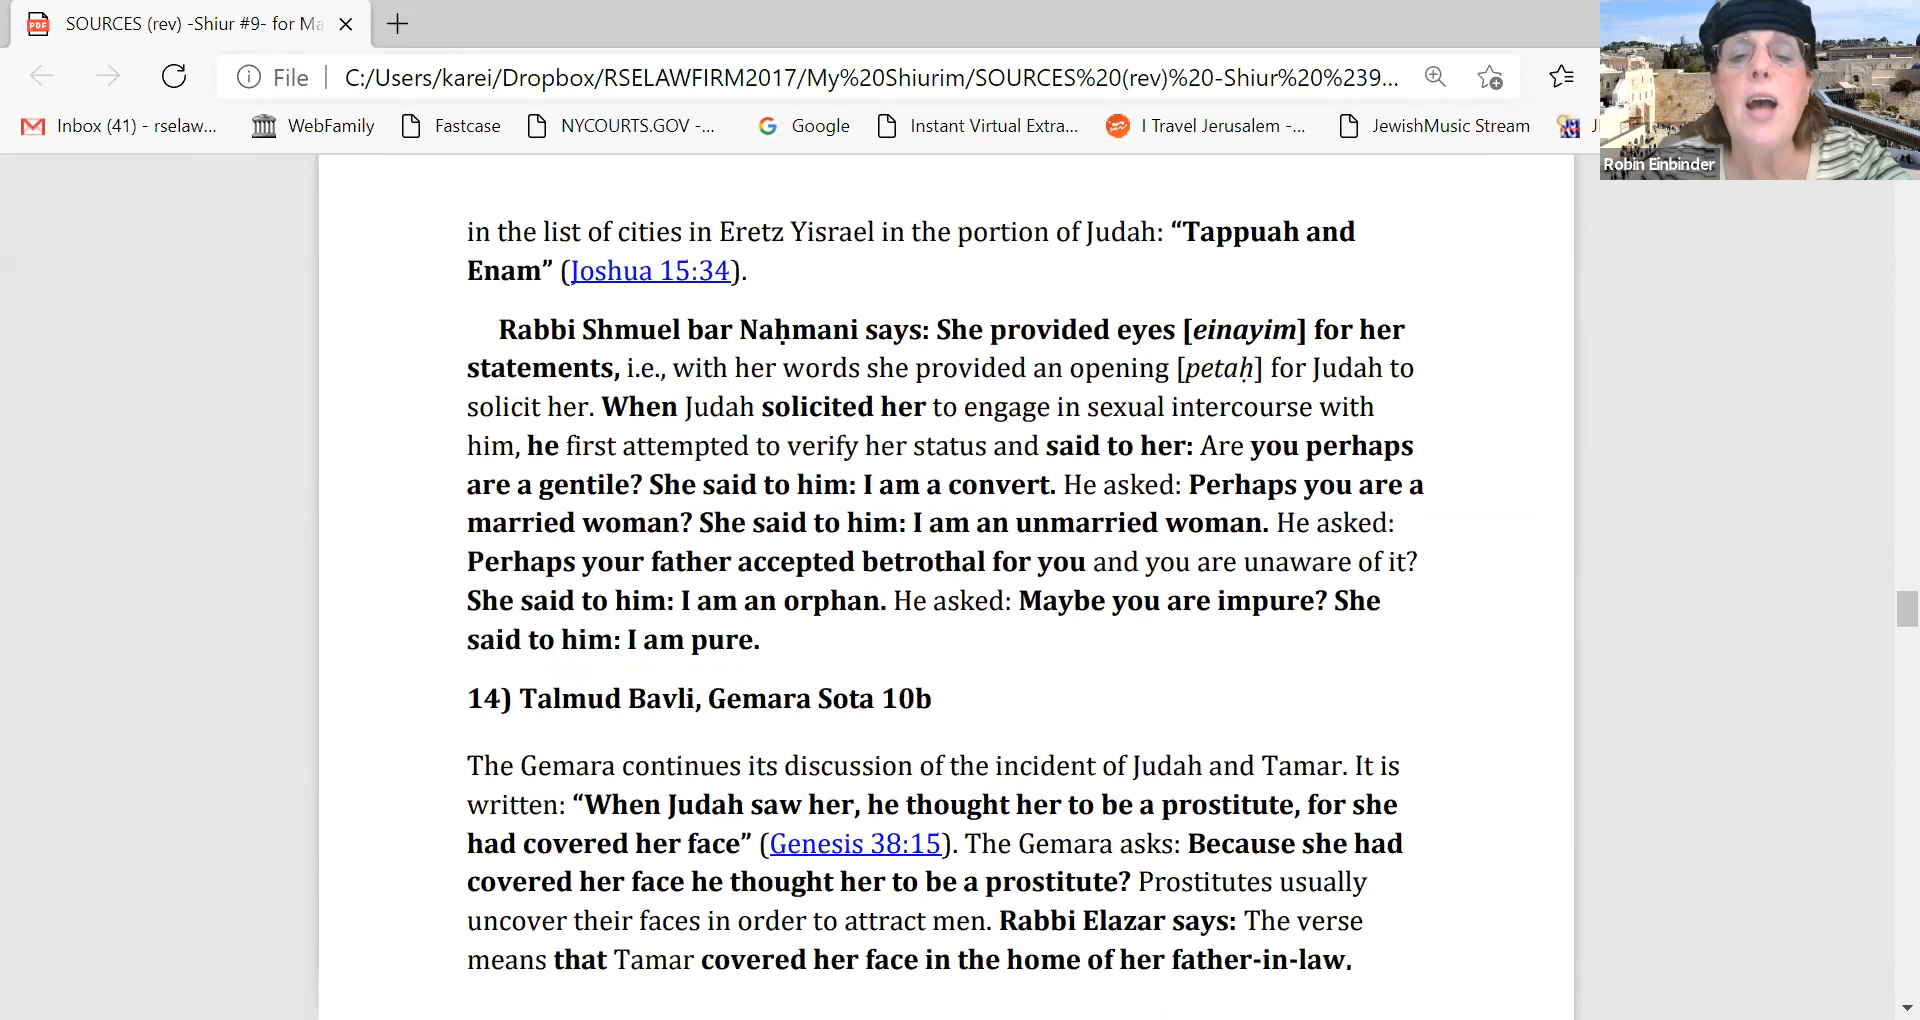 SOURCES (rev) -Shiur #9- for Ma
File
C:/Users/karei/Dropbox/RSELAWFIRM2017/My%20Shiurim/SOURCES%20(rev)%20-Shiur%20%239...
Inbox (41) - rselaw...
WebFamily
Fastcase
NYCOURTS.GOV -...
Google
Instant Virtual Extra...
I Travel Jerusalem -...
JewishMusic Stream
Robin Einbinder
in the list of cities in Eretz Yisrael in the portion of Judah: “Tappuah and
Enam” (Joshua 15:34).
Rabbi Shmuel bar Naḥmani says: She provided eyes [einayim] for her
statements, i.e., with her words she provided an opening [petaḥ] for Judah to
solicit her. When Judah solicited her to engage in sexual intercourse with
him, he first attempted to verify her status and said to her: Are you perhaps
are a gentile? She said to him: I am a convert. He asked: Perhaps you are a
married woman? She said to him: I am an unmarried woman. He asked:
Perhaps your father accepted betrothal for you and you are unaware of it?
She said to him: I am an orphan. He asked: Maybe you are impure? She
said to him: I am pure.
14) Talmud Bavli, Gemara Sota 10b
The Gemara continues its discussion of the incident of Judah and Tamar. It is
written: “When Judah saw her, he thought her to be a prostitute, for she
had covered her face” (Genesis 38:15). The Gemara asks: Because she had
covered her face he thought her to be a prostitute? Prostitutes usually
uncover their faces in order to attract men. Rabbi Elazar says: The verse
means that Tamar covered her face in the home of her father-in-law.